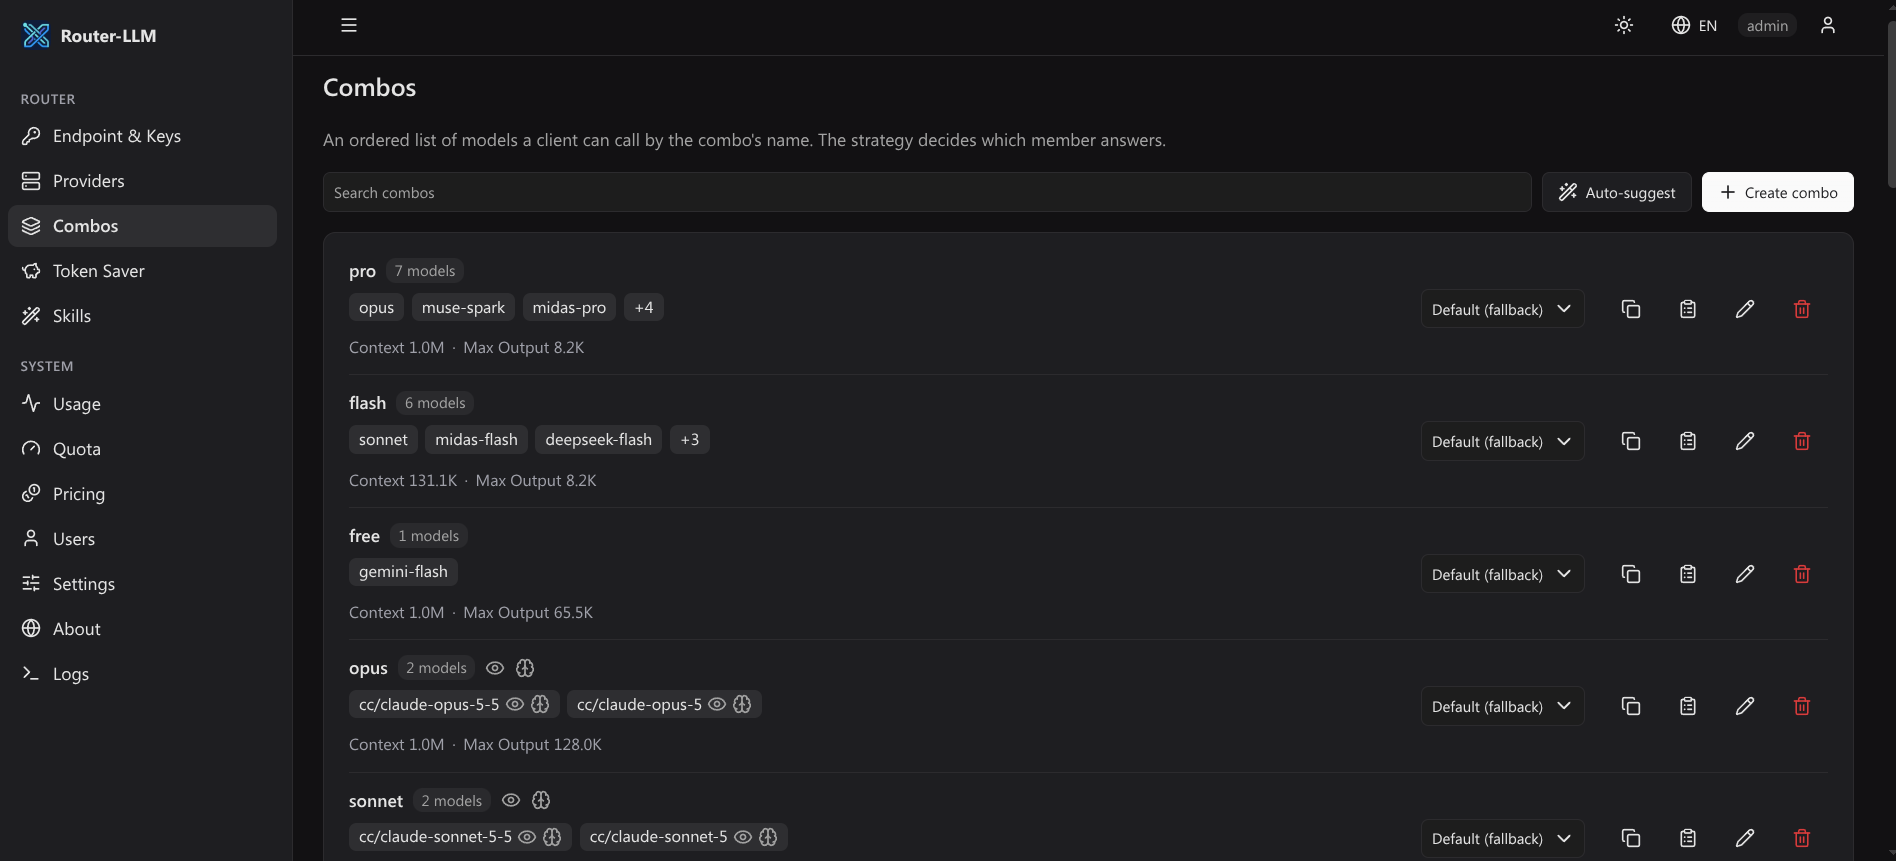 Router-LLM
EN
admin
ROUTER
Endpoint & Keys
Providers
Combos
Token Saver
Skills
SYSTEM
Usage
Quota
Pricing
Users
Settings
About
Logs
Combos
An ordered list of models a client can call by the combo's name. The strategy decides which member answers.
Search combos
Auto-suggest
Create combo
pro 7 models
opus muse-spark midas-pro +4
Default (fallback)
Context 1.0M · Max Output 8.2K
flash 6 models
sonnet midas-flash deepseek-flash +3
Default (fallback)
Context 131.1K · Max Output 8.2K
free 1 models
gemini-flash
Default (fallback)
Context 1.0M · Max Output 65.5K
opus 2 models
cc/claude-opus-5-5 cc/claude-opus-5
Default (fallback)
Context 1.0M · Max Output 128.0K
sonnet 2 models
cc/claude-sonnet-5-5 cc/claude-sonnet-5
Default (fallback)